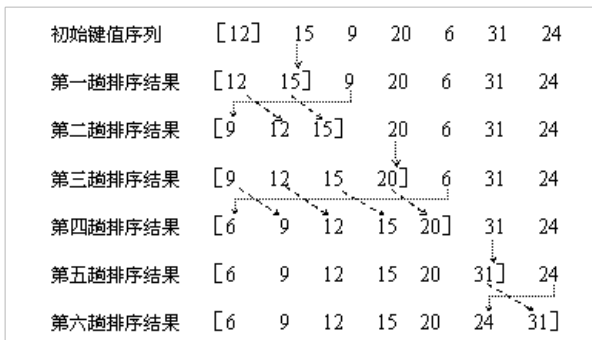 初始键值序列 [12] 15 9 20 6 31 24
第一趟排序结果 [12 15] 9 20 6 31 24
第二趟排序结果 [9 12 15] 20 6 31 24
第三趟排序结果 [9 12 15 20] 6 31 24
第四趟排序结果 [6 9 12 15 20] 31 24
第五趟排序结果 [6 9 12 15 20 31] 24
第六趟排序结果 [6 9 12 15 20 24 31]